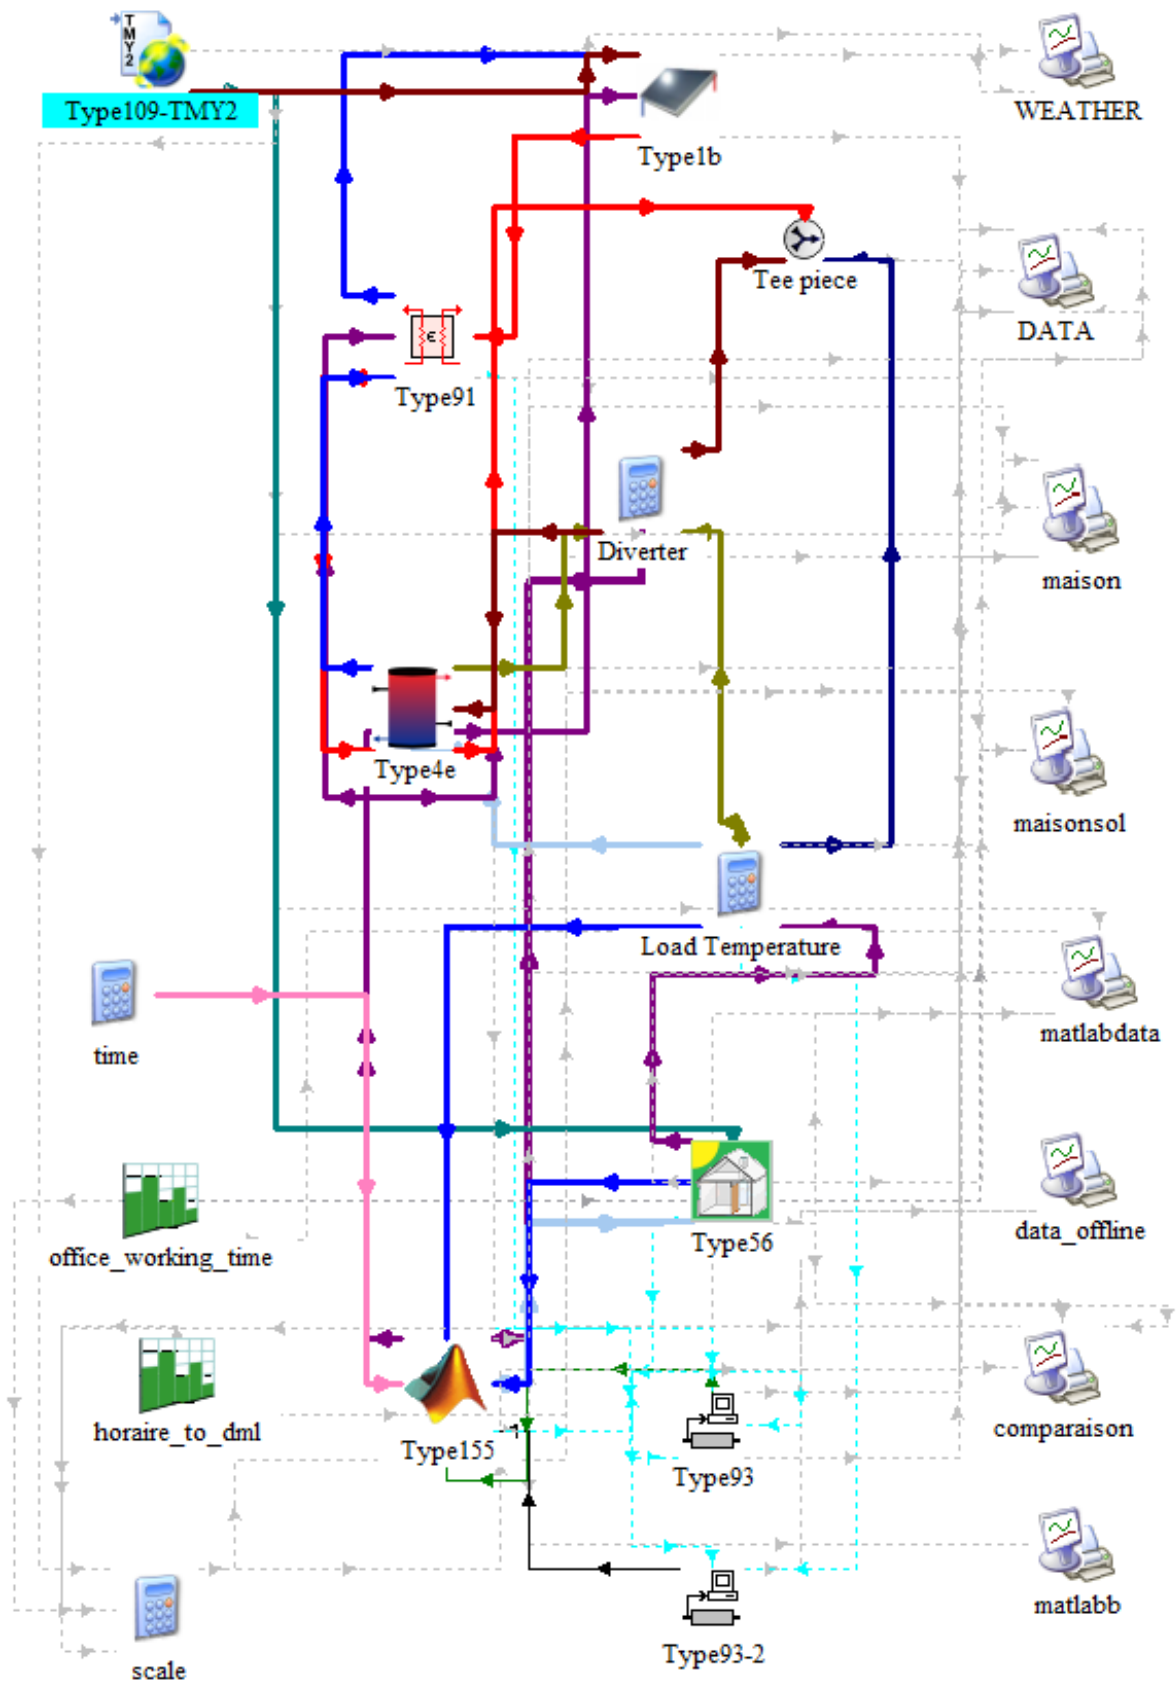 TMY2
Type109-TMY2
WEATHER
Type1b
Tee piece
DATA
ϵ
Type91
Diverter
maison
Type4e
maisonsol
Load Temperature
time
matlabdata
office_working_time
Type56
data_offline
horaire_to_dml
Type155
Type93
comparaison
scale
Type93-2
matlabb